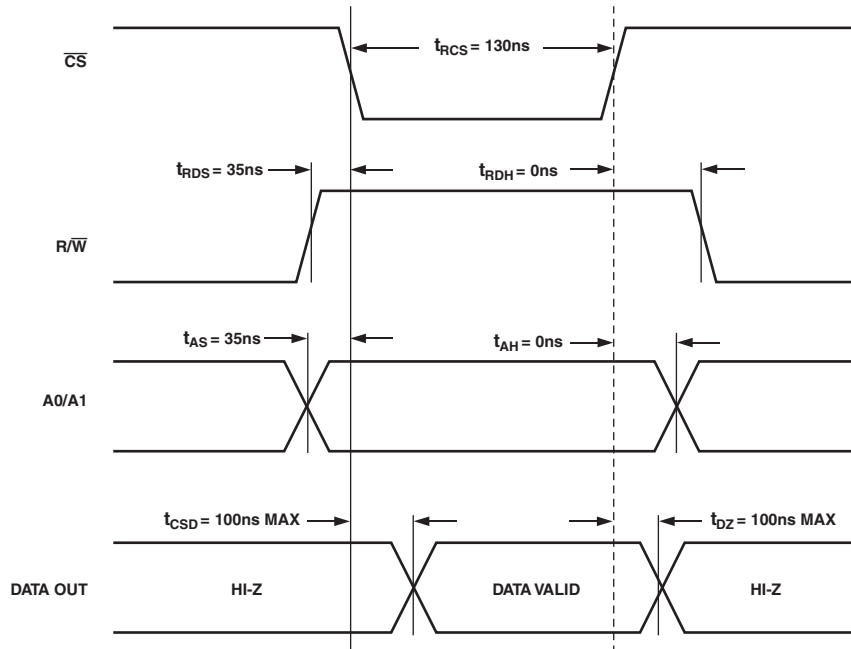 t_RCS = 130ns
C̅S̅
t_RDS = 35ns
t_RDH = 0ns
R/W̅
t_AS = 35ns
t_AH = 0ns
A0/A1
t_CSD = 100ns MAX
t_DZ = 100ns MAX
DATA OUT
HI-Z
DATA VALID
HI-Z